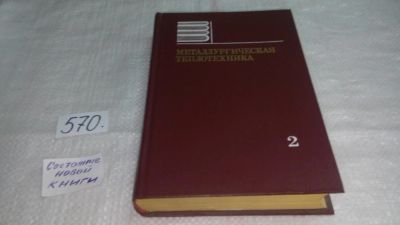 МЕТАЛЛУРГИЧЕСКАЯ
ТЕПЛОТЕХНИКА
2
570.
Состояние
новой
книги